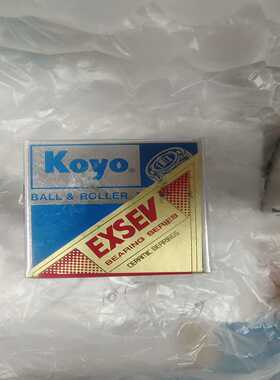 Koyo®
BALL & ROLLER
EXSEV
BEARING SERIES
CERAMIC BEARINGS